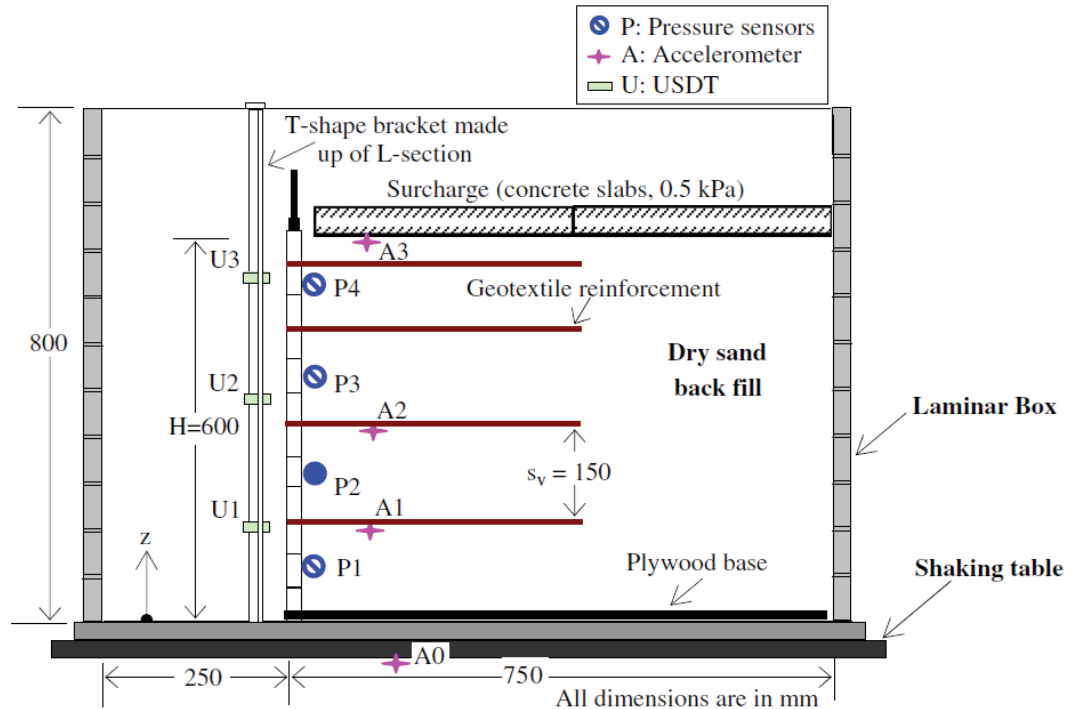 P: Pressure sensors
A: Accelerometer
U: USDT
T-shape bracket made
up of L-section
Surcharge (concrete slabs, 0.5 kPa)
A3
U3
P4
Geotextile reinforcement
800
Dry sand
back fill
P3
U2
A2
Laminar Box
H=600
sv = 150
P2
U1
A1
z
P1
Plywood base
Shaking table
A0
250
750
All dimensions are in mm